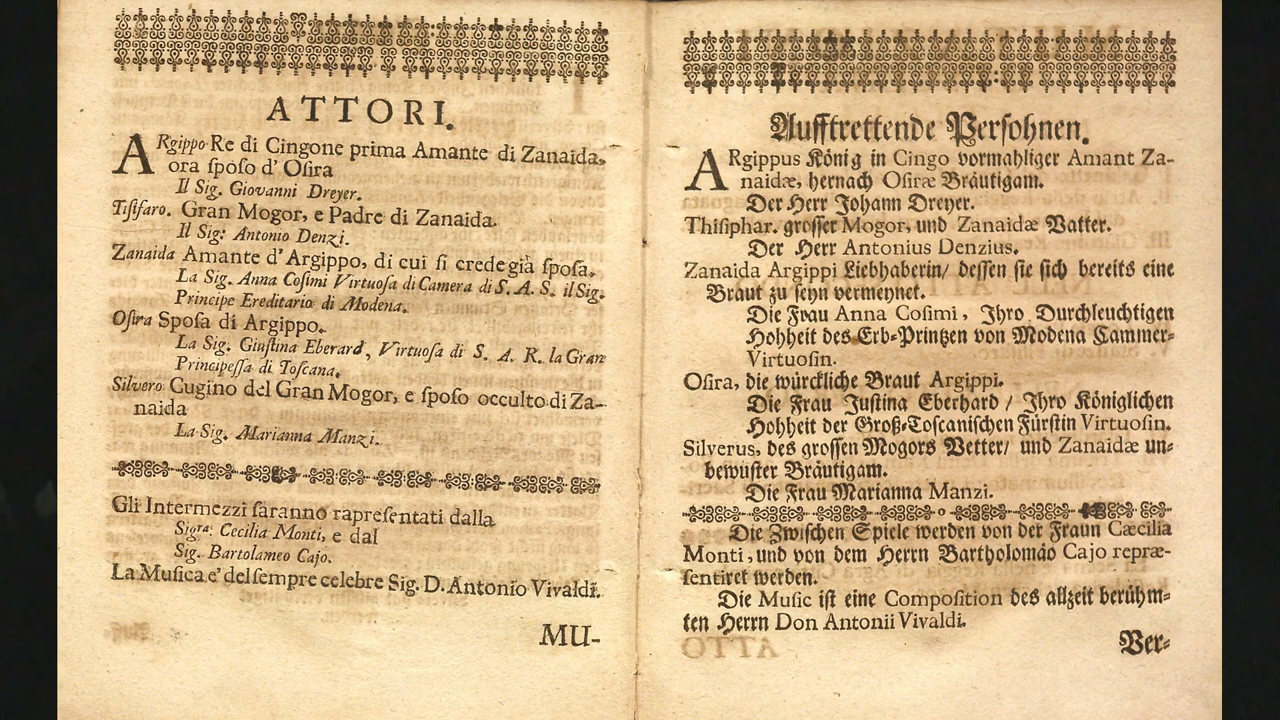 ATTORI.
ARgippo Re di Cingone prima Amante di Zanaida,
ora sposo d' Osira
Il Sig. Giovanni Dreyer.
Tisifaro. Gran Mogor, e Padre di Zanaida.
Il Sig: Antonio Denzi.
Zanaida Amante d' Argippo, di cui si crede già sposa.
La Sig. Anna Cosimi Virtuosa di Camera di S. A. S. il Sig.
Principe Ereditario di Modena.
Osira Sposa di Argippo.
La Sig. Giustina Eberard, Virtuosa di S. A. R. la Gran
Principessa di Toscana.
Silvero Cugino del Gran Mogor, e sposo occulto di Za-
naida
La Sig. Marianna Manzi.
Gli Intermezzi saranno rapresentati dalla
Sigra. Cecilia Monti, e dal
Sig. Bartolameo Cajo.
La Musica e' del sempre celebre Sig. D. Antonio Vivaldi.
MU-
Aufftrettende Persohnen.
ARgippus König in Cingo vormahliger Amant Za-
naidæ, hernach Osiræ Bräutigam.
Der Herr Johann Dreyer.
Thisiphar. grosser Mogor, und Zanaidæ Vatter.
Der Herr Antonius Denzius.
Zanaida Argippi Liebhaberin/ dessen sie sich bereits eine
Braut zu seyn vermeynet.
Die Frau Anna Cosimi, Ihro Durchleuchtigen
Hohheit des Erb-Printzen von Modena Cammer-
Virtuosin.
Osira, die würckliche Braut Argippi.
Die Frau Justina Eberhard / Ihro Königlichen
Hohheit der Groß-Toscanischen Fürstin Virtuosin.
Silverus, des grossen Mogors Vetter/ und Zanaidæ un-
bewuster Bräutigam.
Die Frau Marianna Manzi.
Die Zwischen Spiele werden von der Fraun Cæcilia
Monti, und von dem Herrn Bartholomäo Cajo repræ-
sentiret werden.
Die Music ist eine Composition des allzeit berühm-
ten Herrn Don Antonii Vivaldi.
Ver-